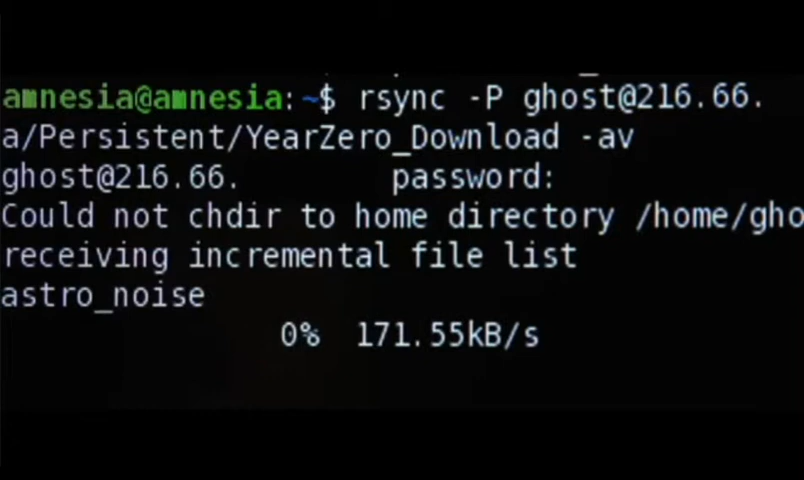 amnesia@amnesia:~$ rsync -P ghost@216.66.
a/Persistent/YearZero_Download -av
ghost@216.66. password:
Could not chdir to home directory /home/gho
receiving incremental file list
astro_noise
0% 171.55kB/s